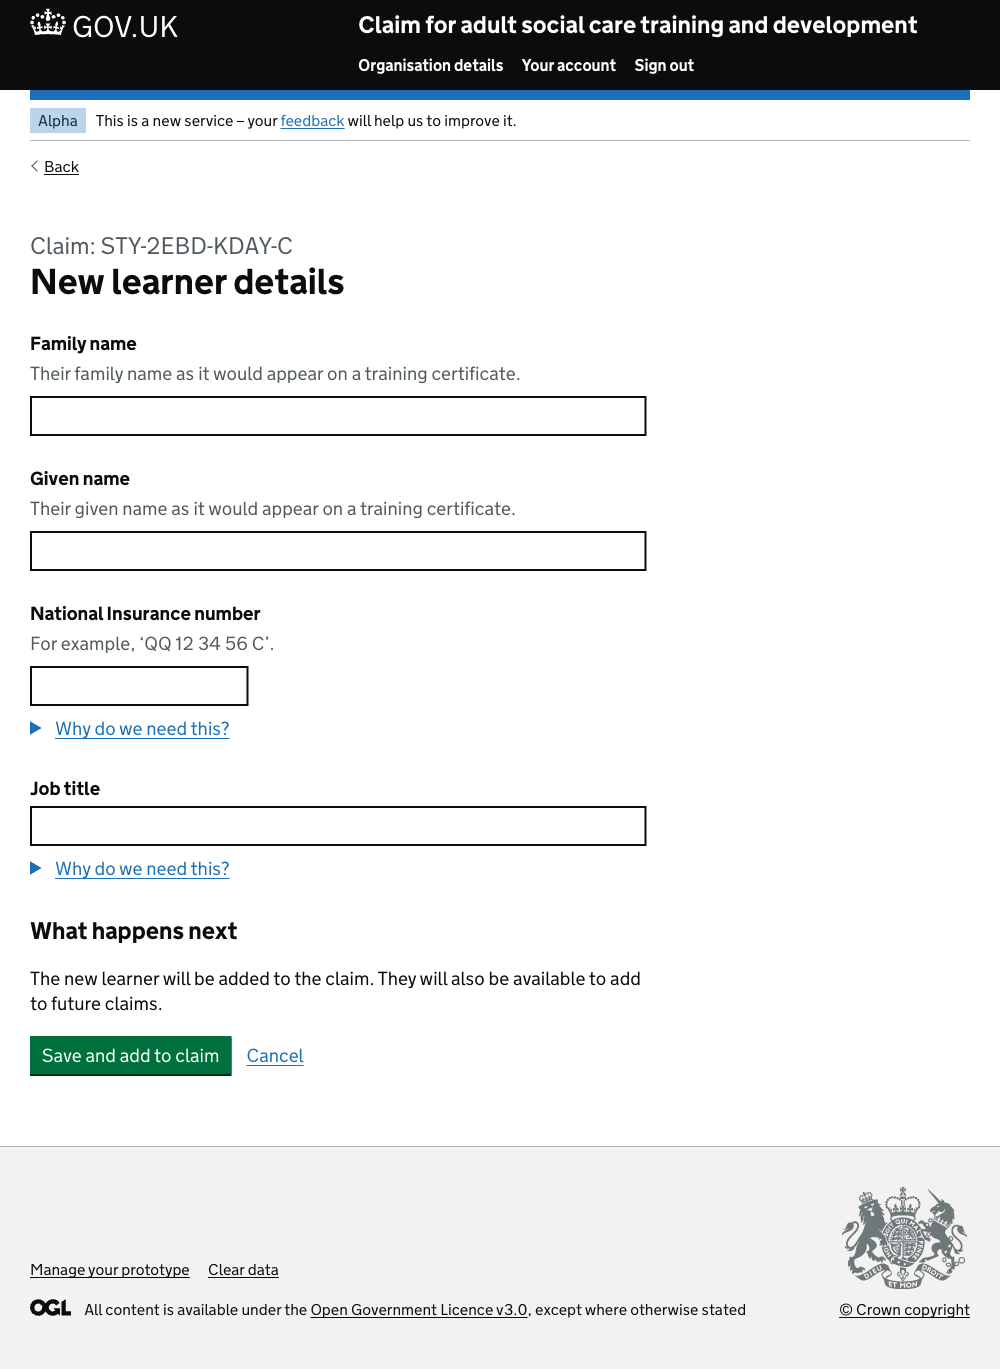 GOV.UK
Claim for adult social care training and development
Organisation details Your account Sign out
Alpha This is a new service – your feedback will help us to improve it.
Back
Claim: STY-2EBD-KDAY-C
New learner details
Family name
Their family name as it would appear on a training certificate.
Given name
Their given name as it would appear on a training certificate.
National Insurance number
For example, ‘QQ 12 34 56 C’.
Why do we need this?
Job title
Why do we need this?
What happens next
The new learner will be added to the claim. They will also be available to add
to future claims.
Save and add to claim Cancel
Manage your prototype Clear data
OGL All content is available under the Open Government Licence v3.0, except where otherwise stated
© Crown copyright